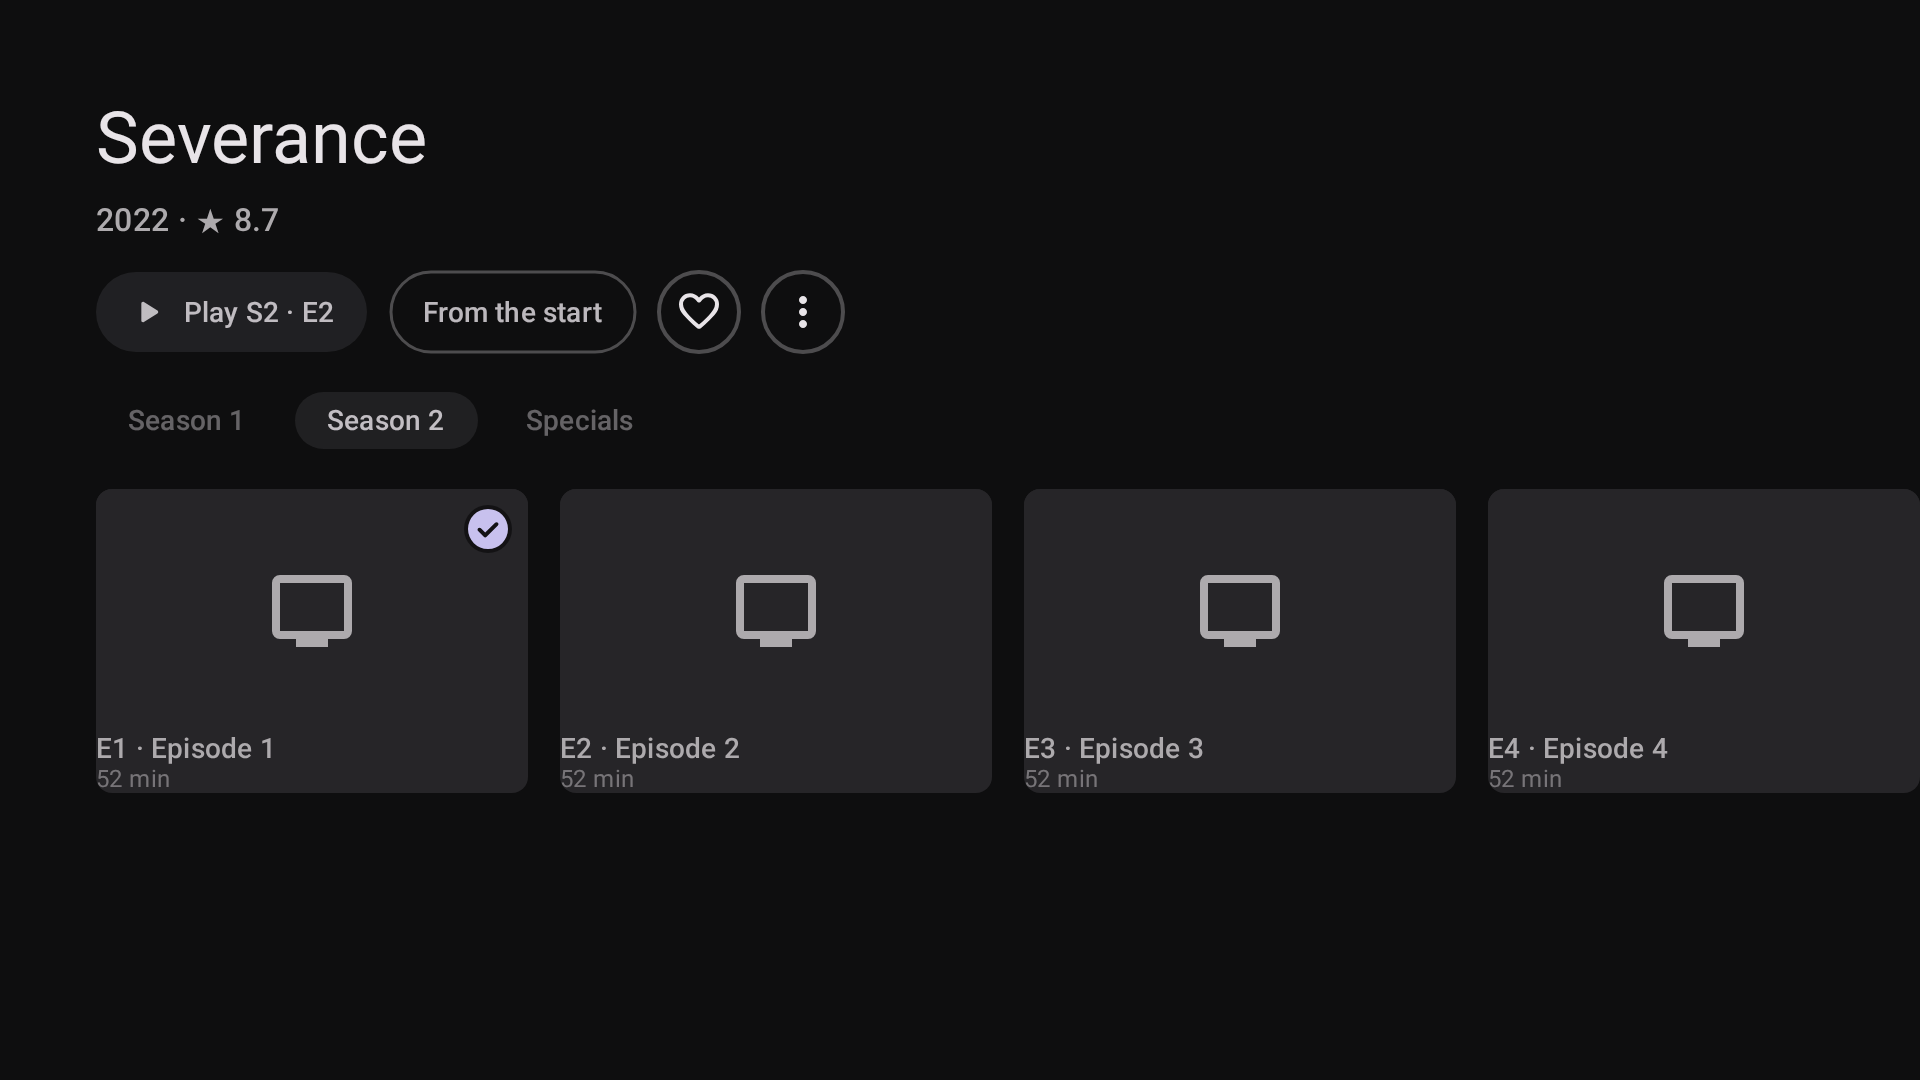 Severance
2022 · ★ 8.7
Play S2 · E2
From the start
Season 1
Season 2
Specials
E1 · Episode 1
52 min
E2 · Episode 2
52 min
E3 · Episode 3
52 min
E4 · Episode 4
52 min